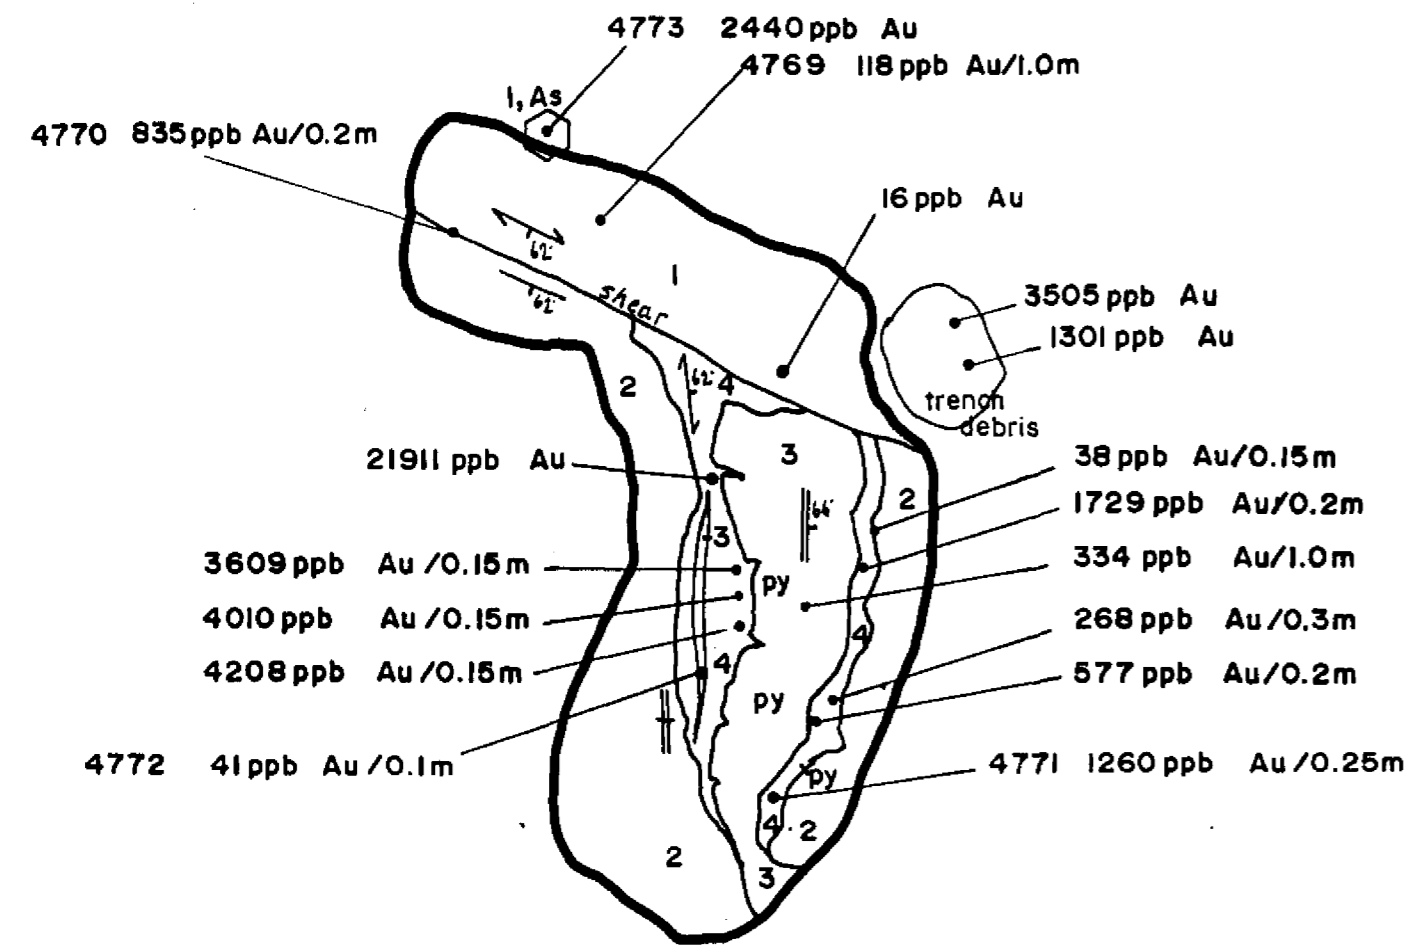 4773 2440 ppb Au
4769 118 ppb Au/1.0m
1, As
4770 835 ppb Au/0.2m
16 ppb Au
62°
1
62°
shear
3505 ppb Au
1301 ppb Au
trench
debris
2
62°
4
3
21911 ppb Au
38 ppb Au/0.15m
2
1729 ppb Au/0.2m
66°
3
3609 ppb Au/0.15m
334 ppb Au/1.0m
py
4010 ppb Au/0.15m
268 ppb Au/0.3m
4
4208 ppb Au/0.15m
4
577 ppb Au/0.2m
py
4772 41 ppb Au/0.1m
4771 1260 ppb Au/0.25m
py
4
2
2
3